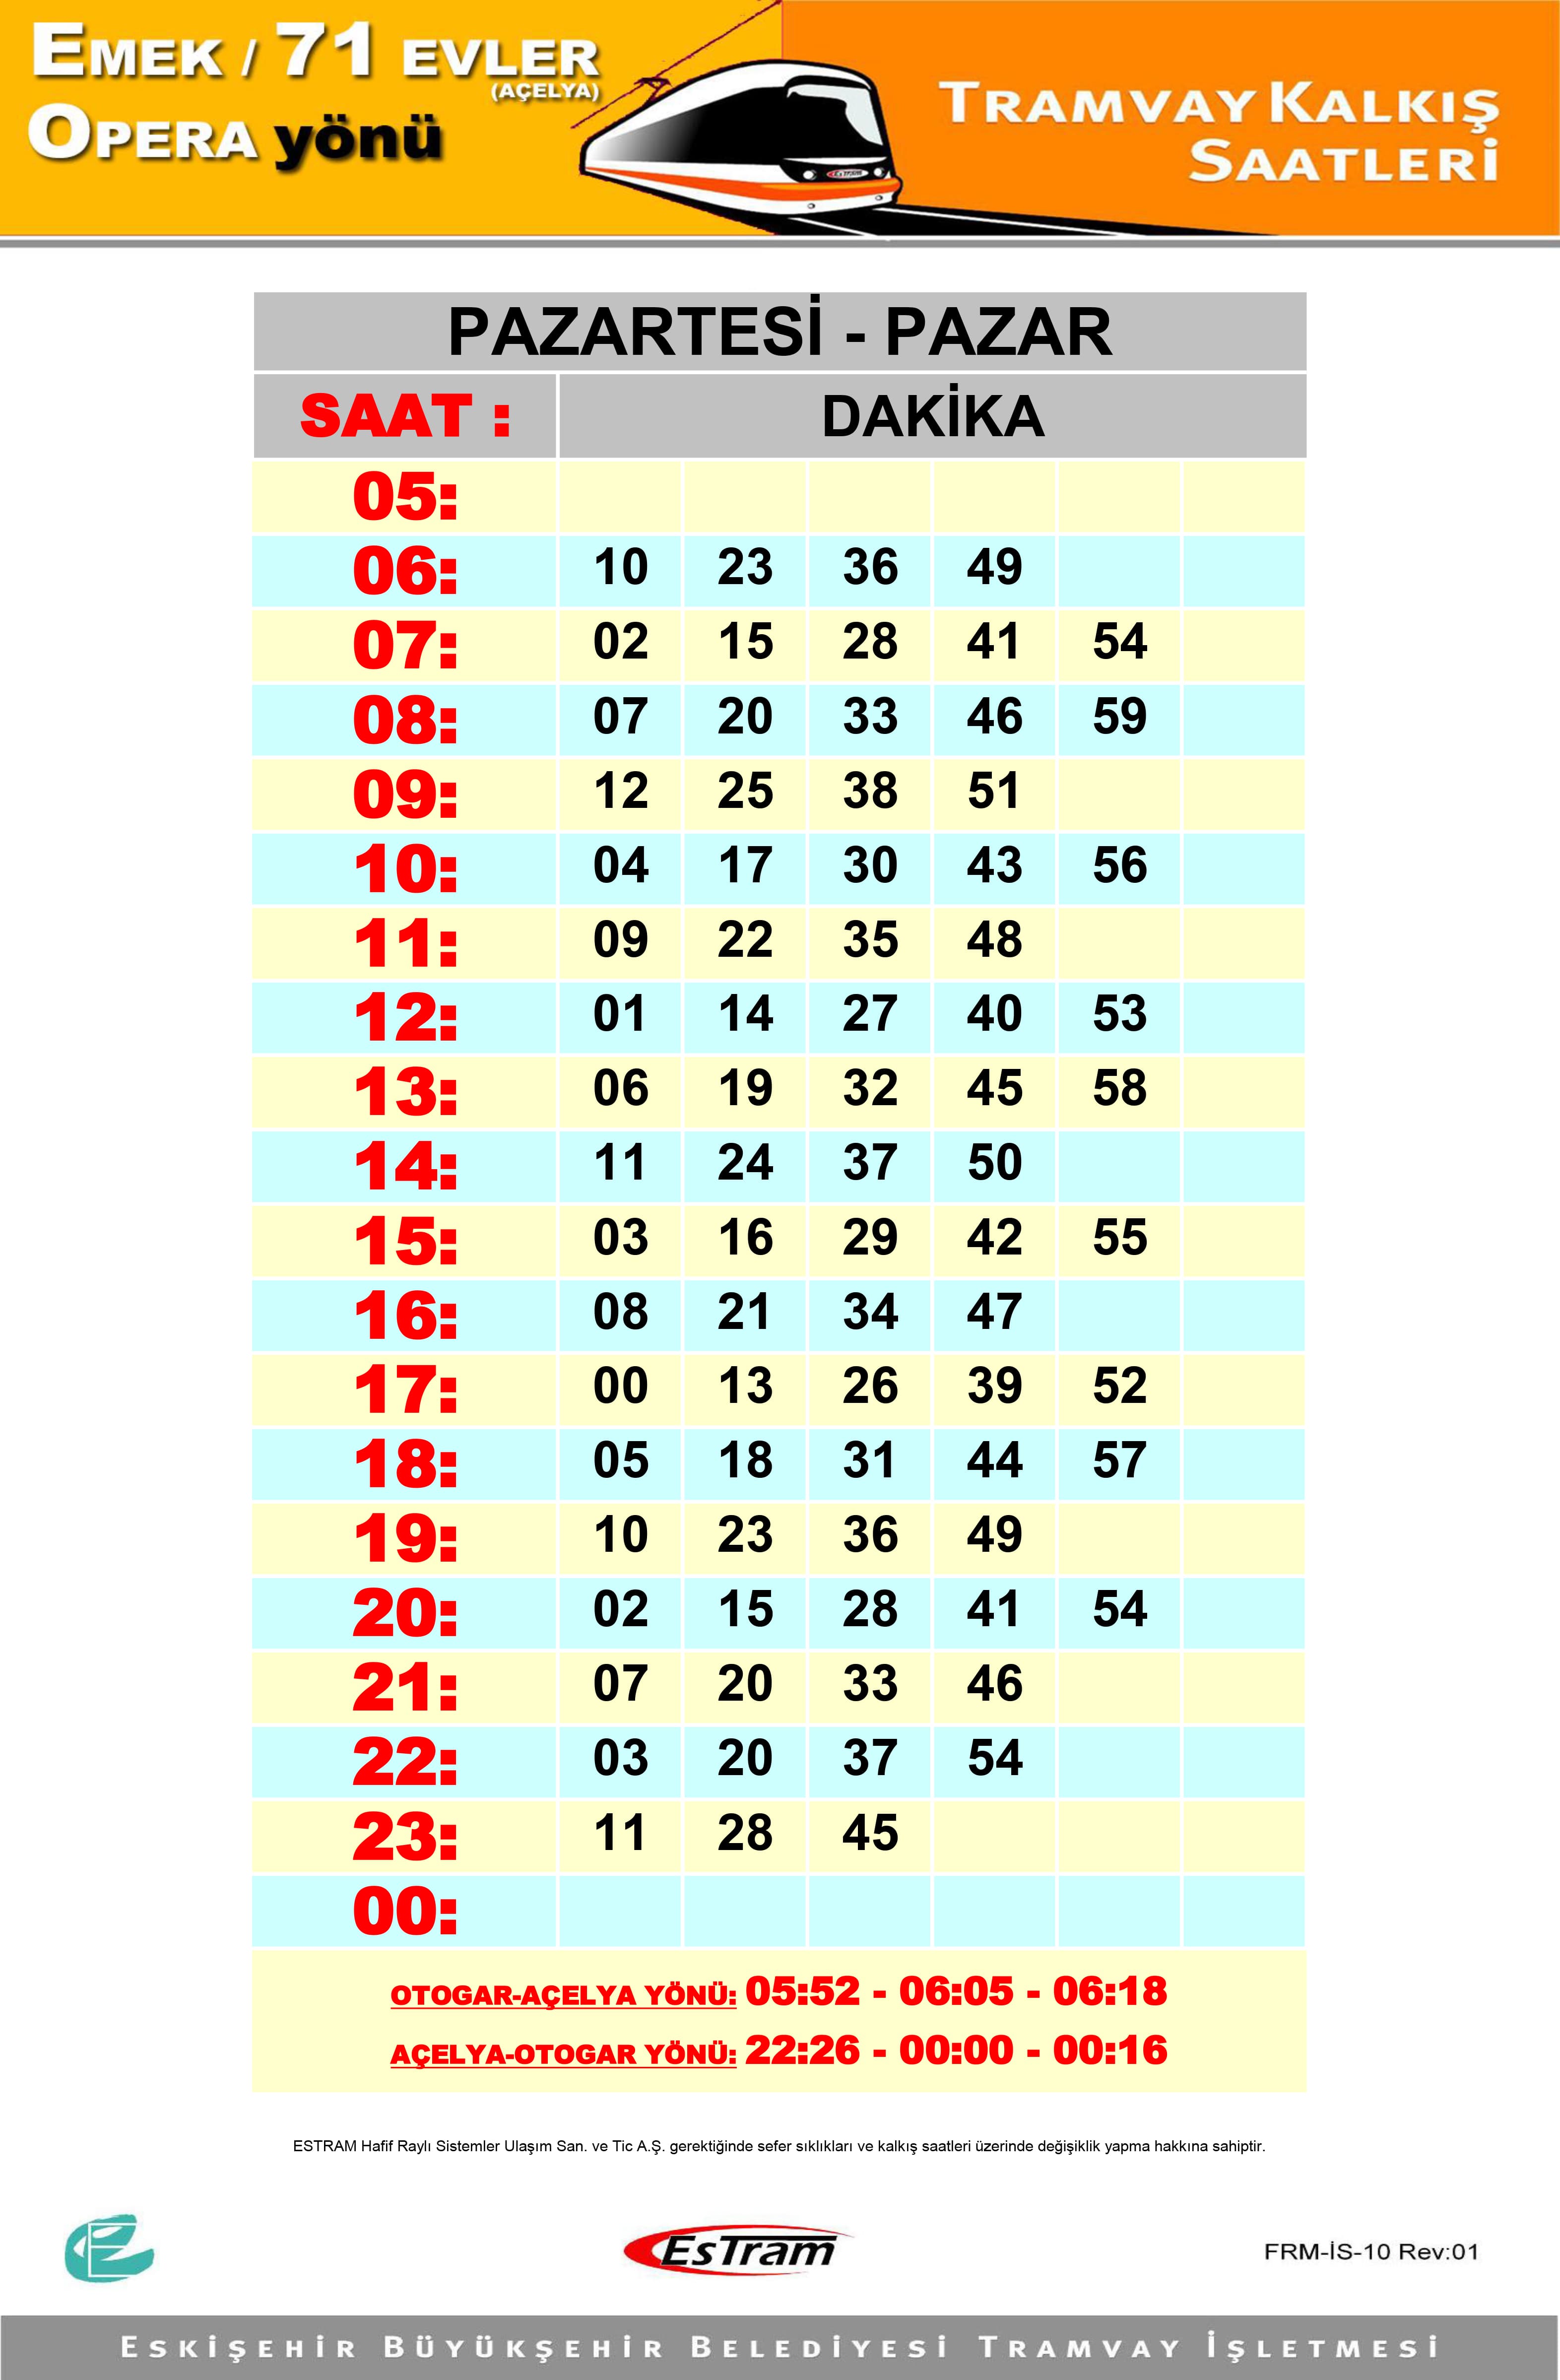 EMEK / 71 EVLER
(AÇELYA)
OPERA yönü
TRAMVAY KALKIŞ
SAATLERİ
ESTRAM
PAZARTESİ - PAZAR
SAAT : DAKİKA
05:
06: 10 23 36 49
07: 02 15 28 41 54
08: 07 20 33 46 59
09: 12 25 38 51
10: 04 17 30 43 56
11: 09 22 35 48
12: 01 14 27 40 53
13: 06 19 32 45 58
14: 11 24 37 50
15: 03 16 29 42 55
16: 08 21 34 47
17: 00 13 26 39 52
18: 05 18 31 44 57
19: 10 23 36 49
20: 02 15 28 41 54
21: 07 20 33 46
22: 03 20 37 54
23: 11 28 45
00:
OTOGAR-AÇELYA YÖNÜ: 05:52 - 06:05 - 06:18
AÇELYA-OTOGAR YÖNÜ: 22:26 - 00:00 - 00:16
ESTRAM Hafif Raylı Sistemler Ulaşım San. ve Tic A.Ş. gerektiğinde sefer sıklıkları ve kalkış saatleri üzerinde değişiklik yapma hakkına sahiptir.
EsTram
FRM-İS-10 Rev:01
ESKİŞEHİR BÜYÜKŞEHİR BELEDİYESİ TRAMVAY İŞLETMESİ